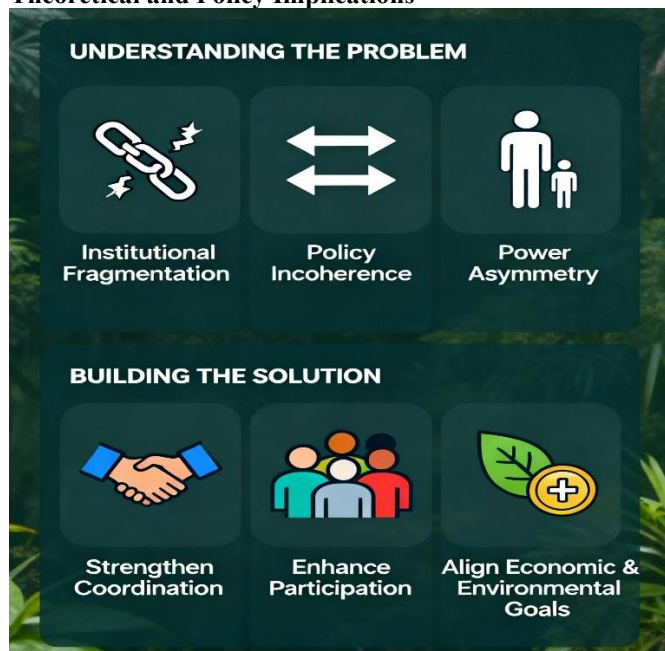 Theoretical and Policy Implications
UNDERSTANDING THE PROBLEM
Institutional
Fragmentation
Policy
Incoherence
Power
Asymmetry
BUILDING THE SOLUTION
Strengthen
Coordination
Enhance
Participation
Align Economic &
Environmental
Goals